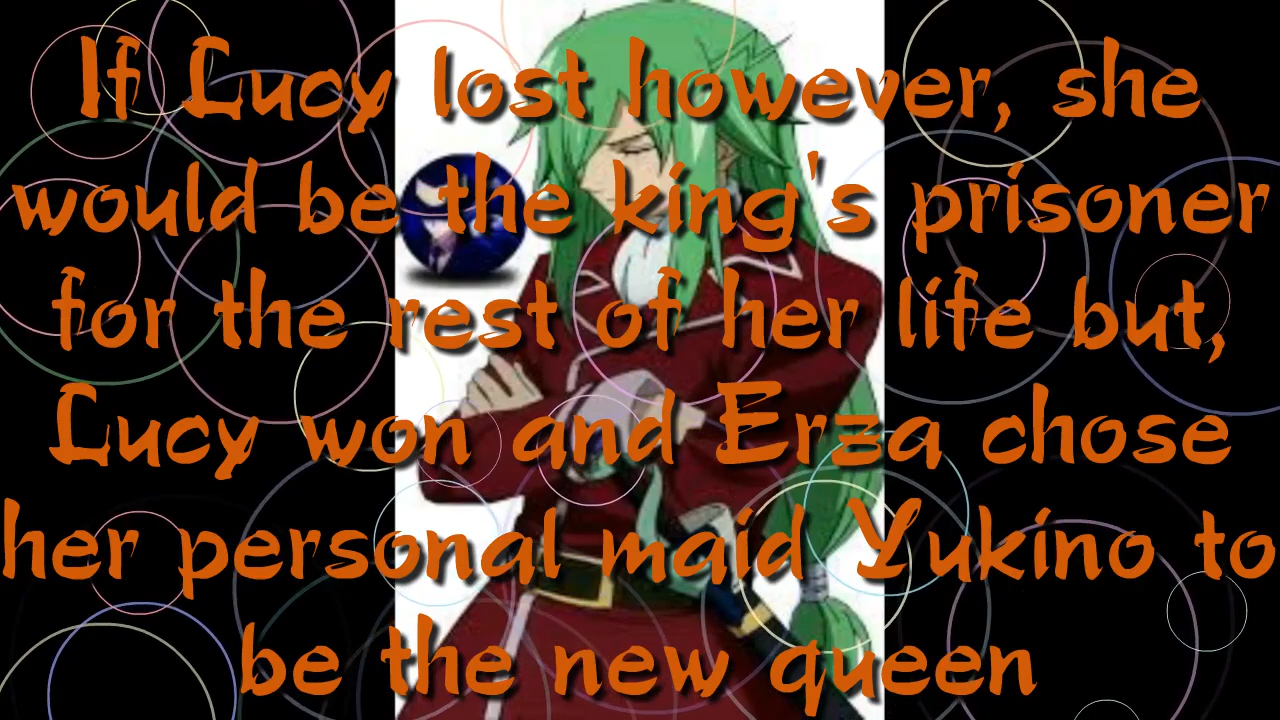 If Lucy lost however, she
would be the king's prisoner
for the rest of her life but,
Lucy won and Erza chose
her personal maid Yukino to
be the new queen